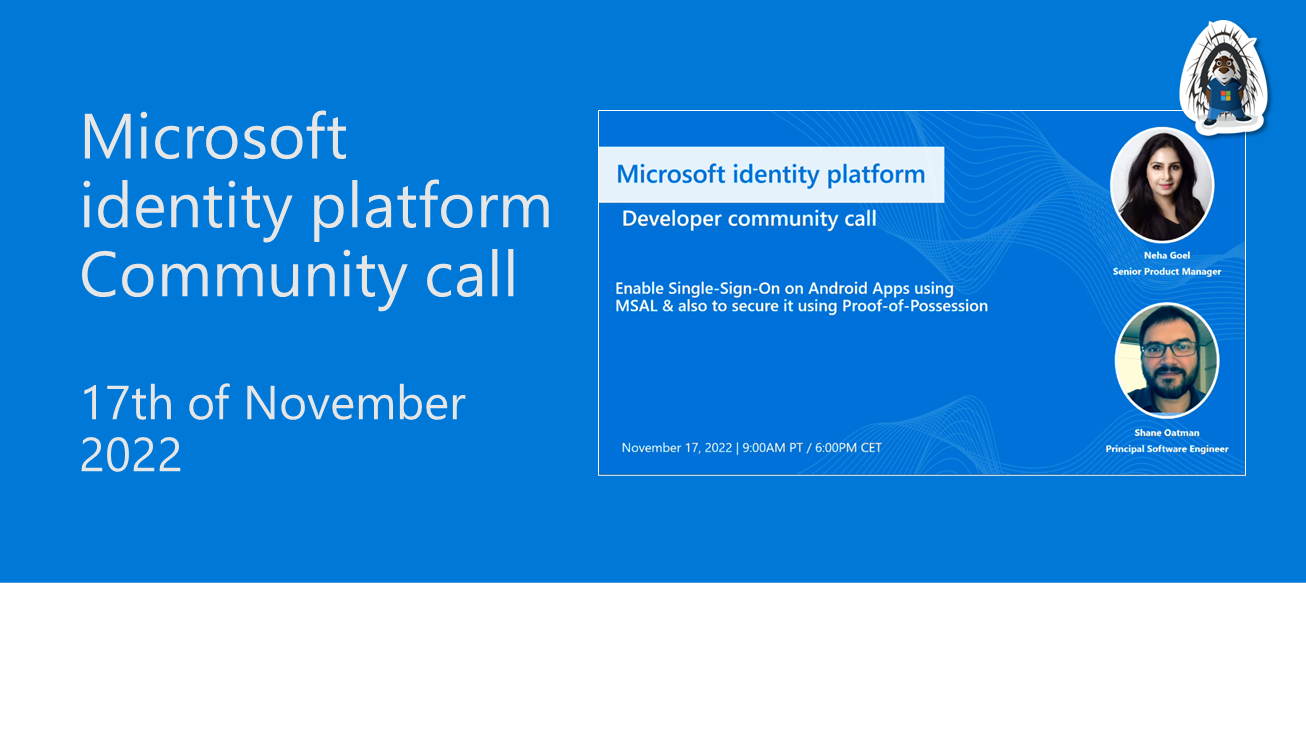 Microsoft
identity platform
Community call
17th of November
2022
Microsoft identity platform
Developer community call
Enable Single-Sign-On on Android Apps using
MSAL & also to secure it using Proof-of-Possession
November 17, 2022 | 9:00AM PT / 6:00PM CET
Neha Goel
Senior Product Manager
Shane Oatman
Principal Software Engineer